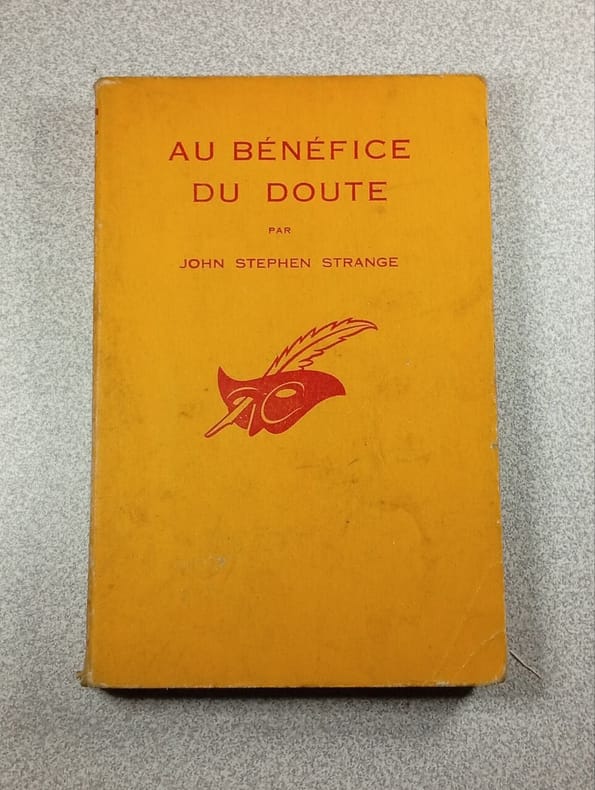 AU BÉNÉFICE
DU DOUTE
PAR
JOHN STEPHEN STRANGE